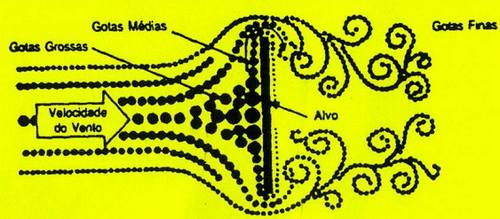 Gotas Médias
Gotas Finas
Gotas Grossas
Alvo
Velocidade
do Vento